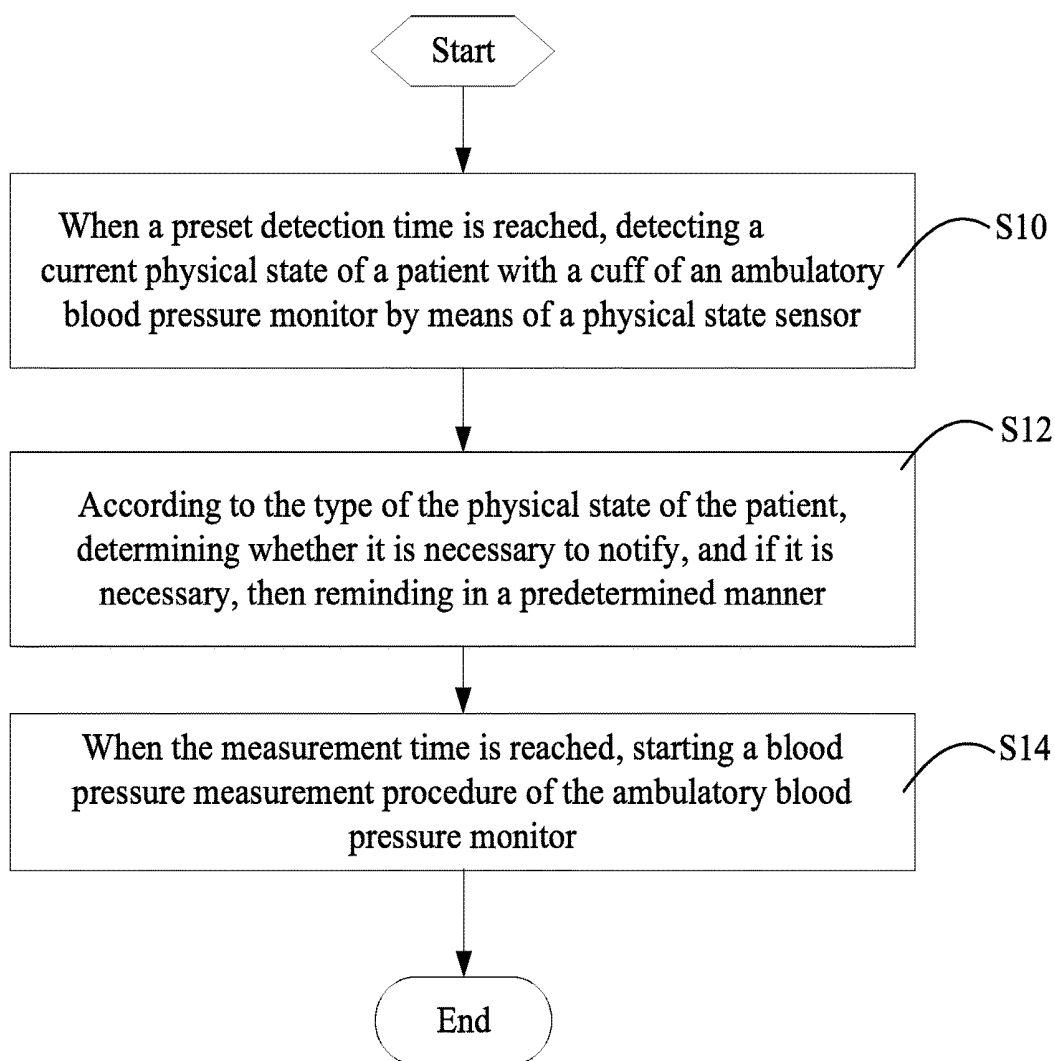 Start
When a preset detection time is reached, detecting a
current physical state of a patient with a cuff of an ambulatory
blood pressure monitor by means of a physical state sensor
S10
According to the type of the physical state of the patient,
determining whether it is necessary to notify, and if it is
necessary, then reminding in a predetermined manner
S12
When the measurement time is reached, starting a blood
pressure measurement procedure of the ambulatory blood
pressure monitor
S14
End